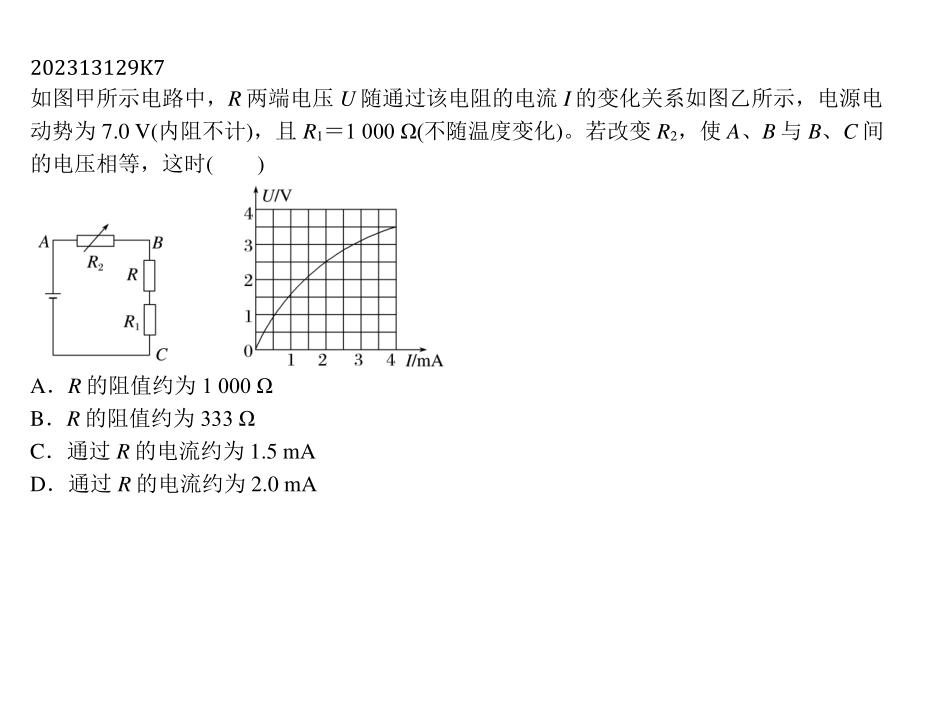 202313129K7
如图甲所示电路中，R 两端电压 U 随通过该电阻的电流 I 的变化关系如图乙所示，电源电
动势为 7.0 V(内阻不计)，且 R₁＝1 000 Ω(不随温度变化)。若改变 R₂，使 A、B 与 B、C 间
的电压相等，这时(　　)
A
R₂
B
R
R₁
C
U/V
4
3
2
1
0
1 2 3 4 I/mA
A．R 的阻值约为 1 000 Ω
B．R 的阻值约为 333 Ω
C．通过 R 的电流约为 1.5 mA
D．通过 R 的电流约为 2.0 mA